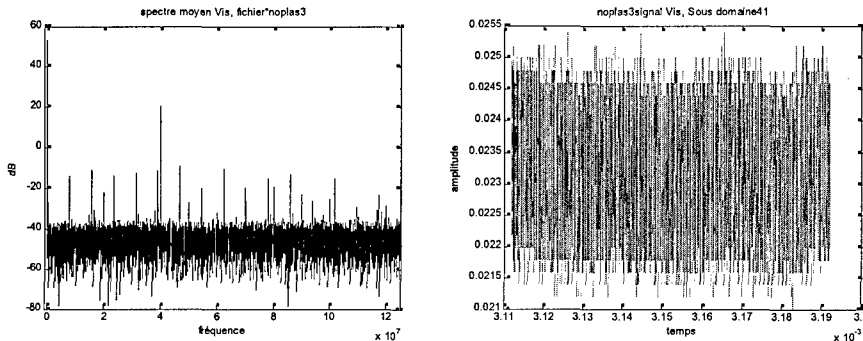 spectre moyen Vis, fichier*noplas3
60
40
20
0
-20
-40
-60
-80
dB
0 2 4 6 8 10 12
fréquence
x 10^7
noplas3signal Vis, Sous domaine41
0.0255
0.025
0.0245
0.024
0.0235
0.023
0.0225
0.022
0.0215
0.021
amplitude
3.11 3.12 3.13 3.14 3.15 3.16 3.17 3.18 3.19 3.
temps
x 10^-3